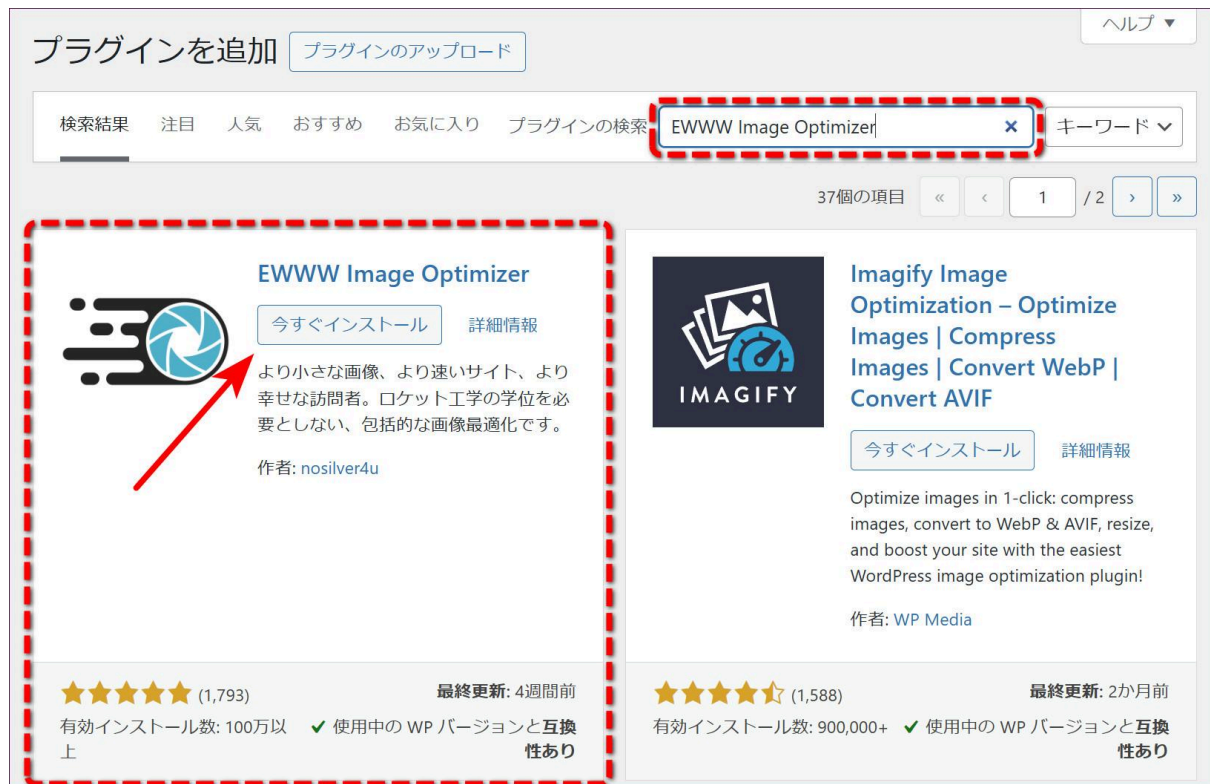 ヘルプ ▼
プラグインを追加 プラグインのアップロード
検索結果 注目 人気 おすすめ お気に入り プラグインの検索 EWWW Image Optimizer × キーワード
37個の項目 « ‹ 1 / 2 › »
EWWW Image Optimizer
今すぐインストール 詳細情報
より小さな画像、より速いサイト、より
幸せな訪問者。ロケット工学の学位を必
要としない、包括的な画像最適化です。
作者: nosilver4u
(1,793) 最終更新: 4週間前
有効インストール数: 100万以
上
✔ 使用中の WP バージョンと互換
性あり
IMAGIFY
Imagify Image
Optimization – Optimize
Images | Compress
Images | Convert WebP |
Convert AVIF
今すぐインストール 詳細情報
Optimize images in 1-click: compress
images, convert to WebP & AVIF, resize,
and boost your site with the easiest
WordPress image optimization plugin!
作者: WP Media
(1,588) 最終更新: 2か月前
有効インストール数: 900,000+ ✔ 使用中の WP バージョンと互換
性あり